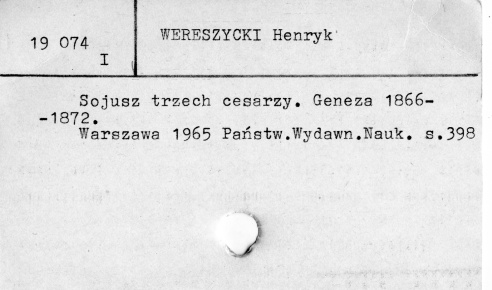 19 074
I
WERESZYCKI Henryk
Sojusz trzech cesarzy. Geneza 1866-
-1872.
Warszawa 1965 Państw.Wydawn.Nauk. s.398